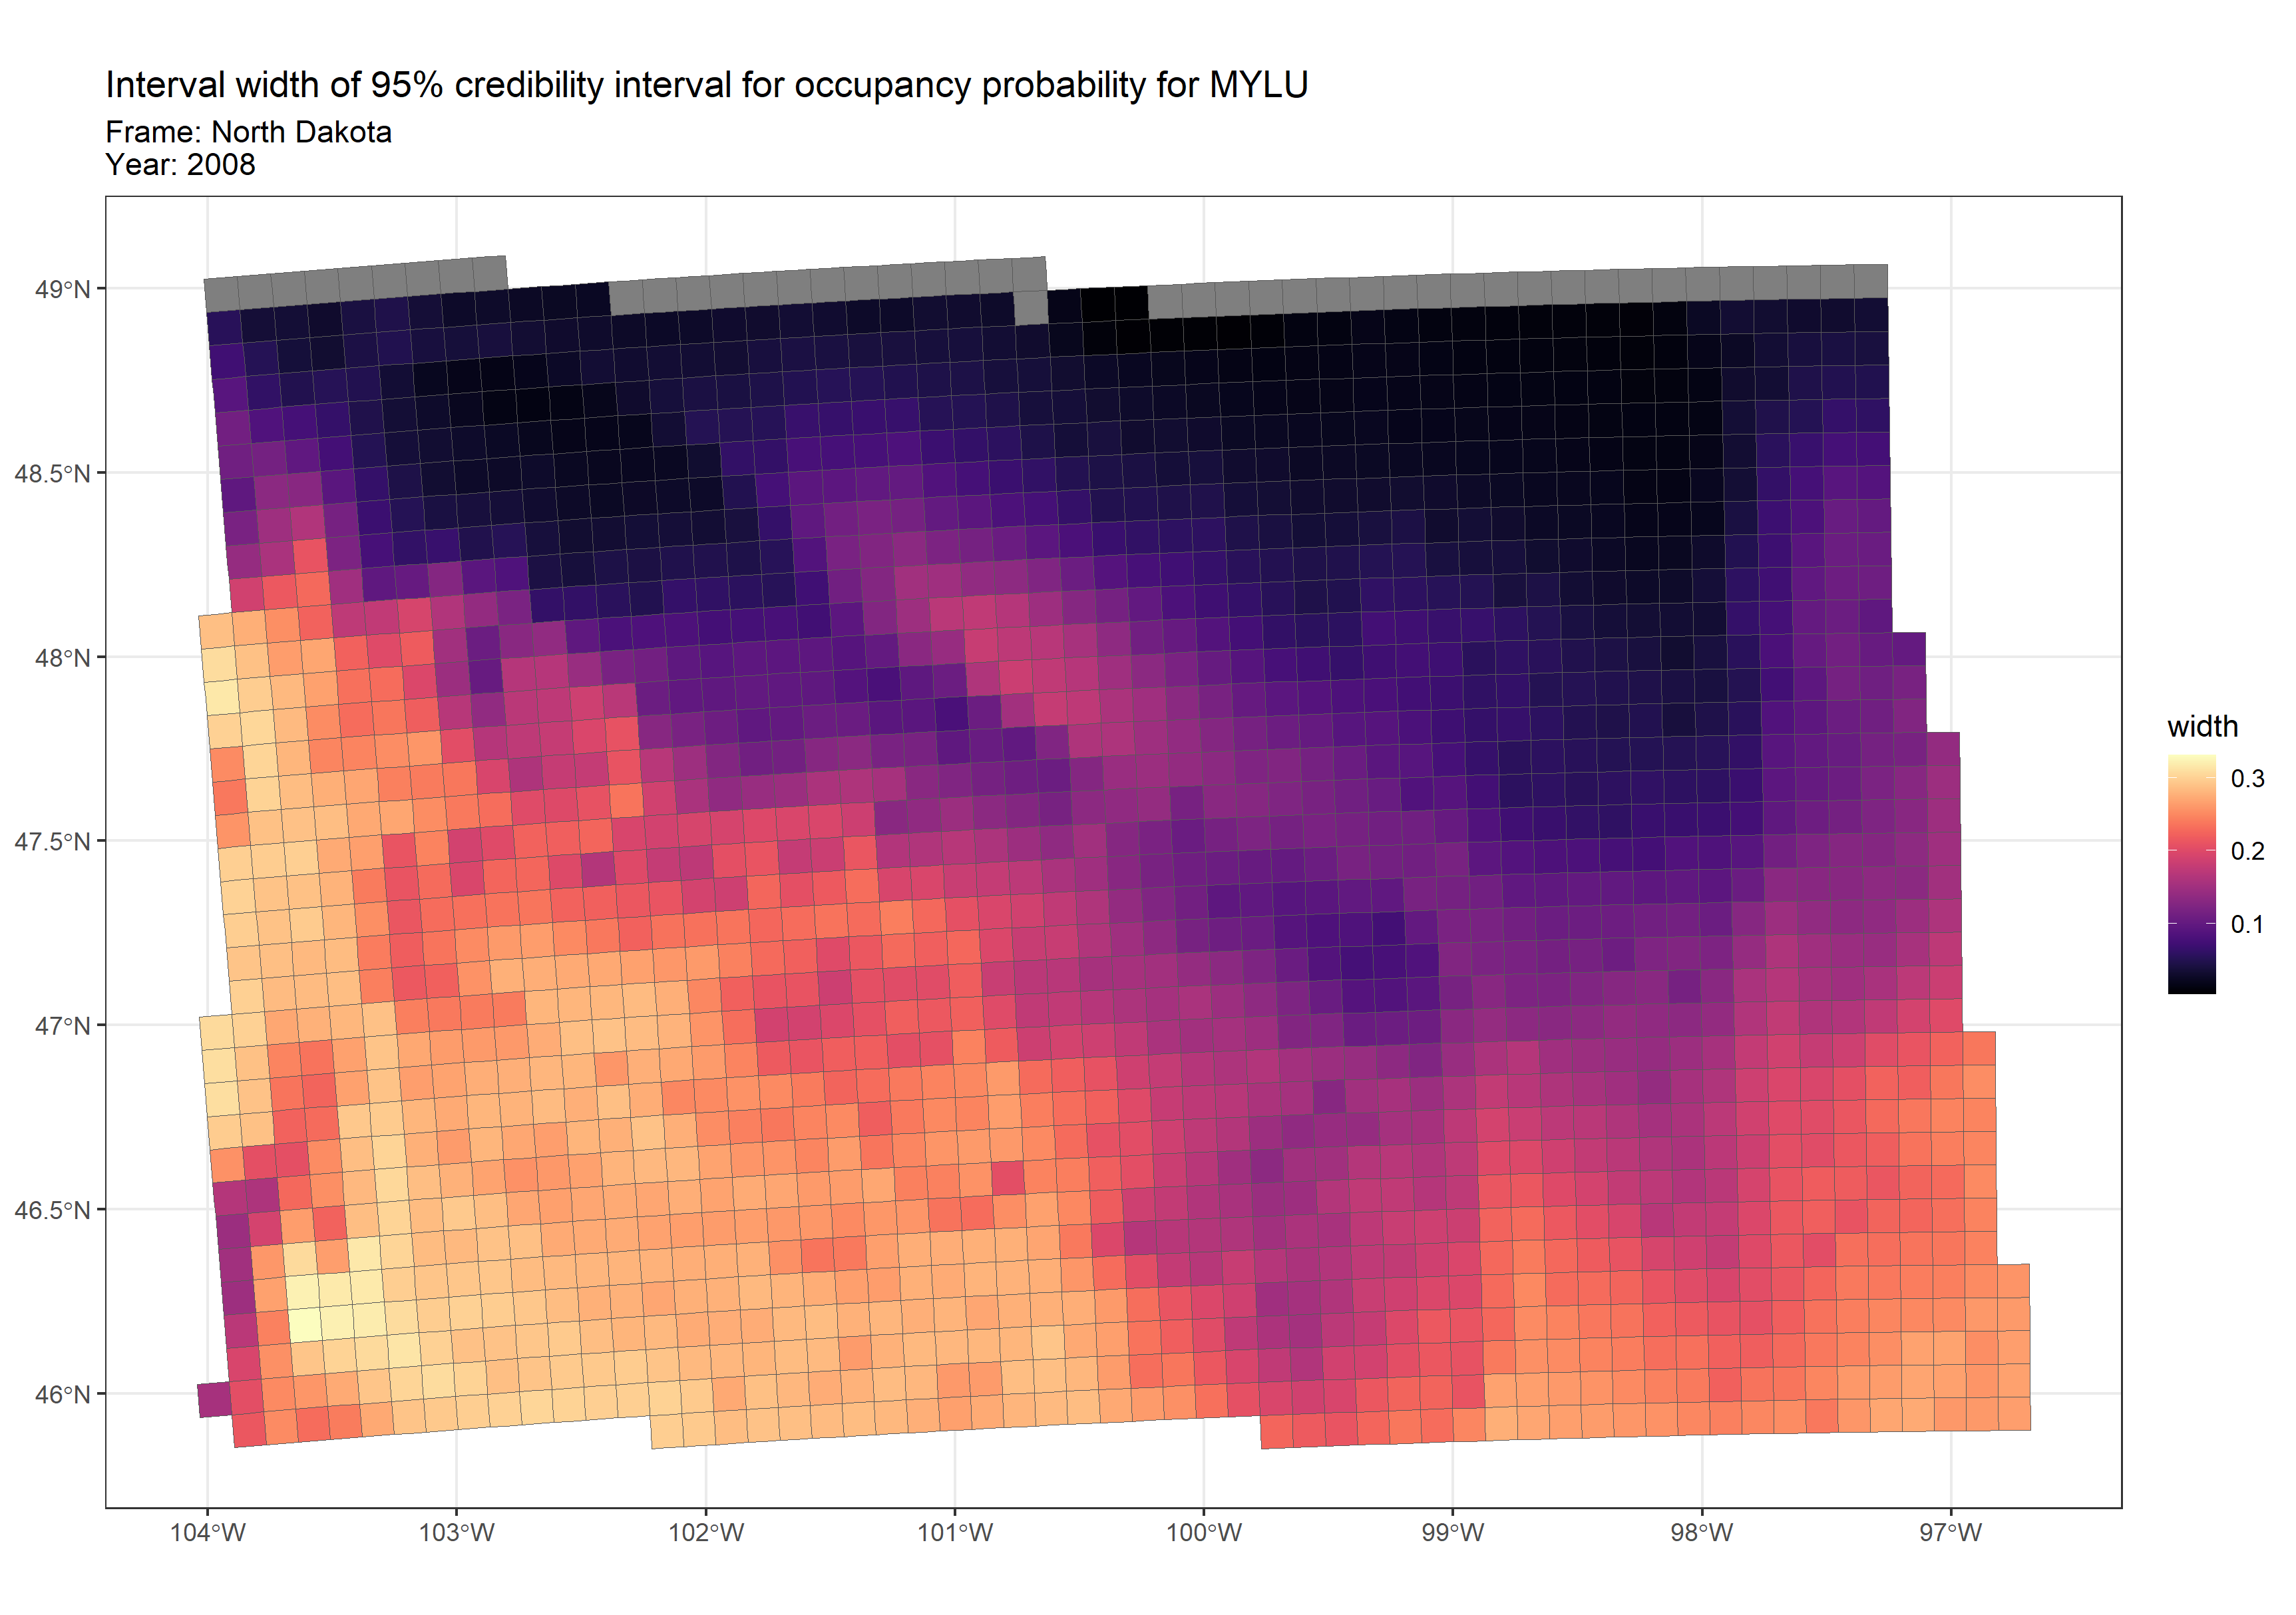 Interval width of 95% credibility interval for occupancy probability for MYLU
Frame: North Dakota
Year: 2008
49°N
48.5°N
48°N
47.5°N
47°N
46.5°N
46°N
104°W
103°W
102°W
101°W
100°W
99°W
98°W
97°W
width
0.3
0.2
0.1